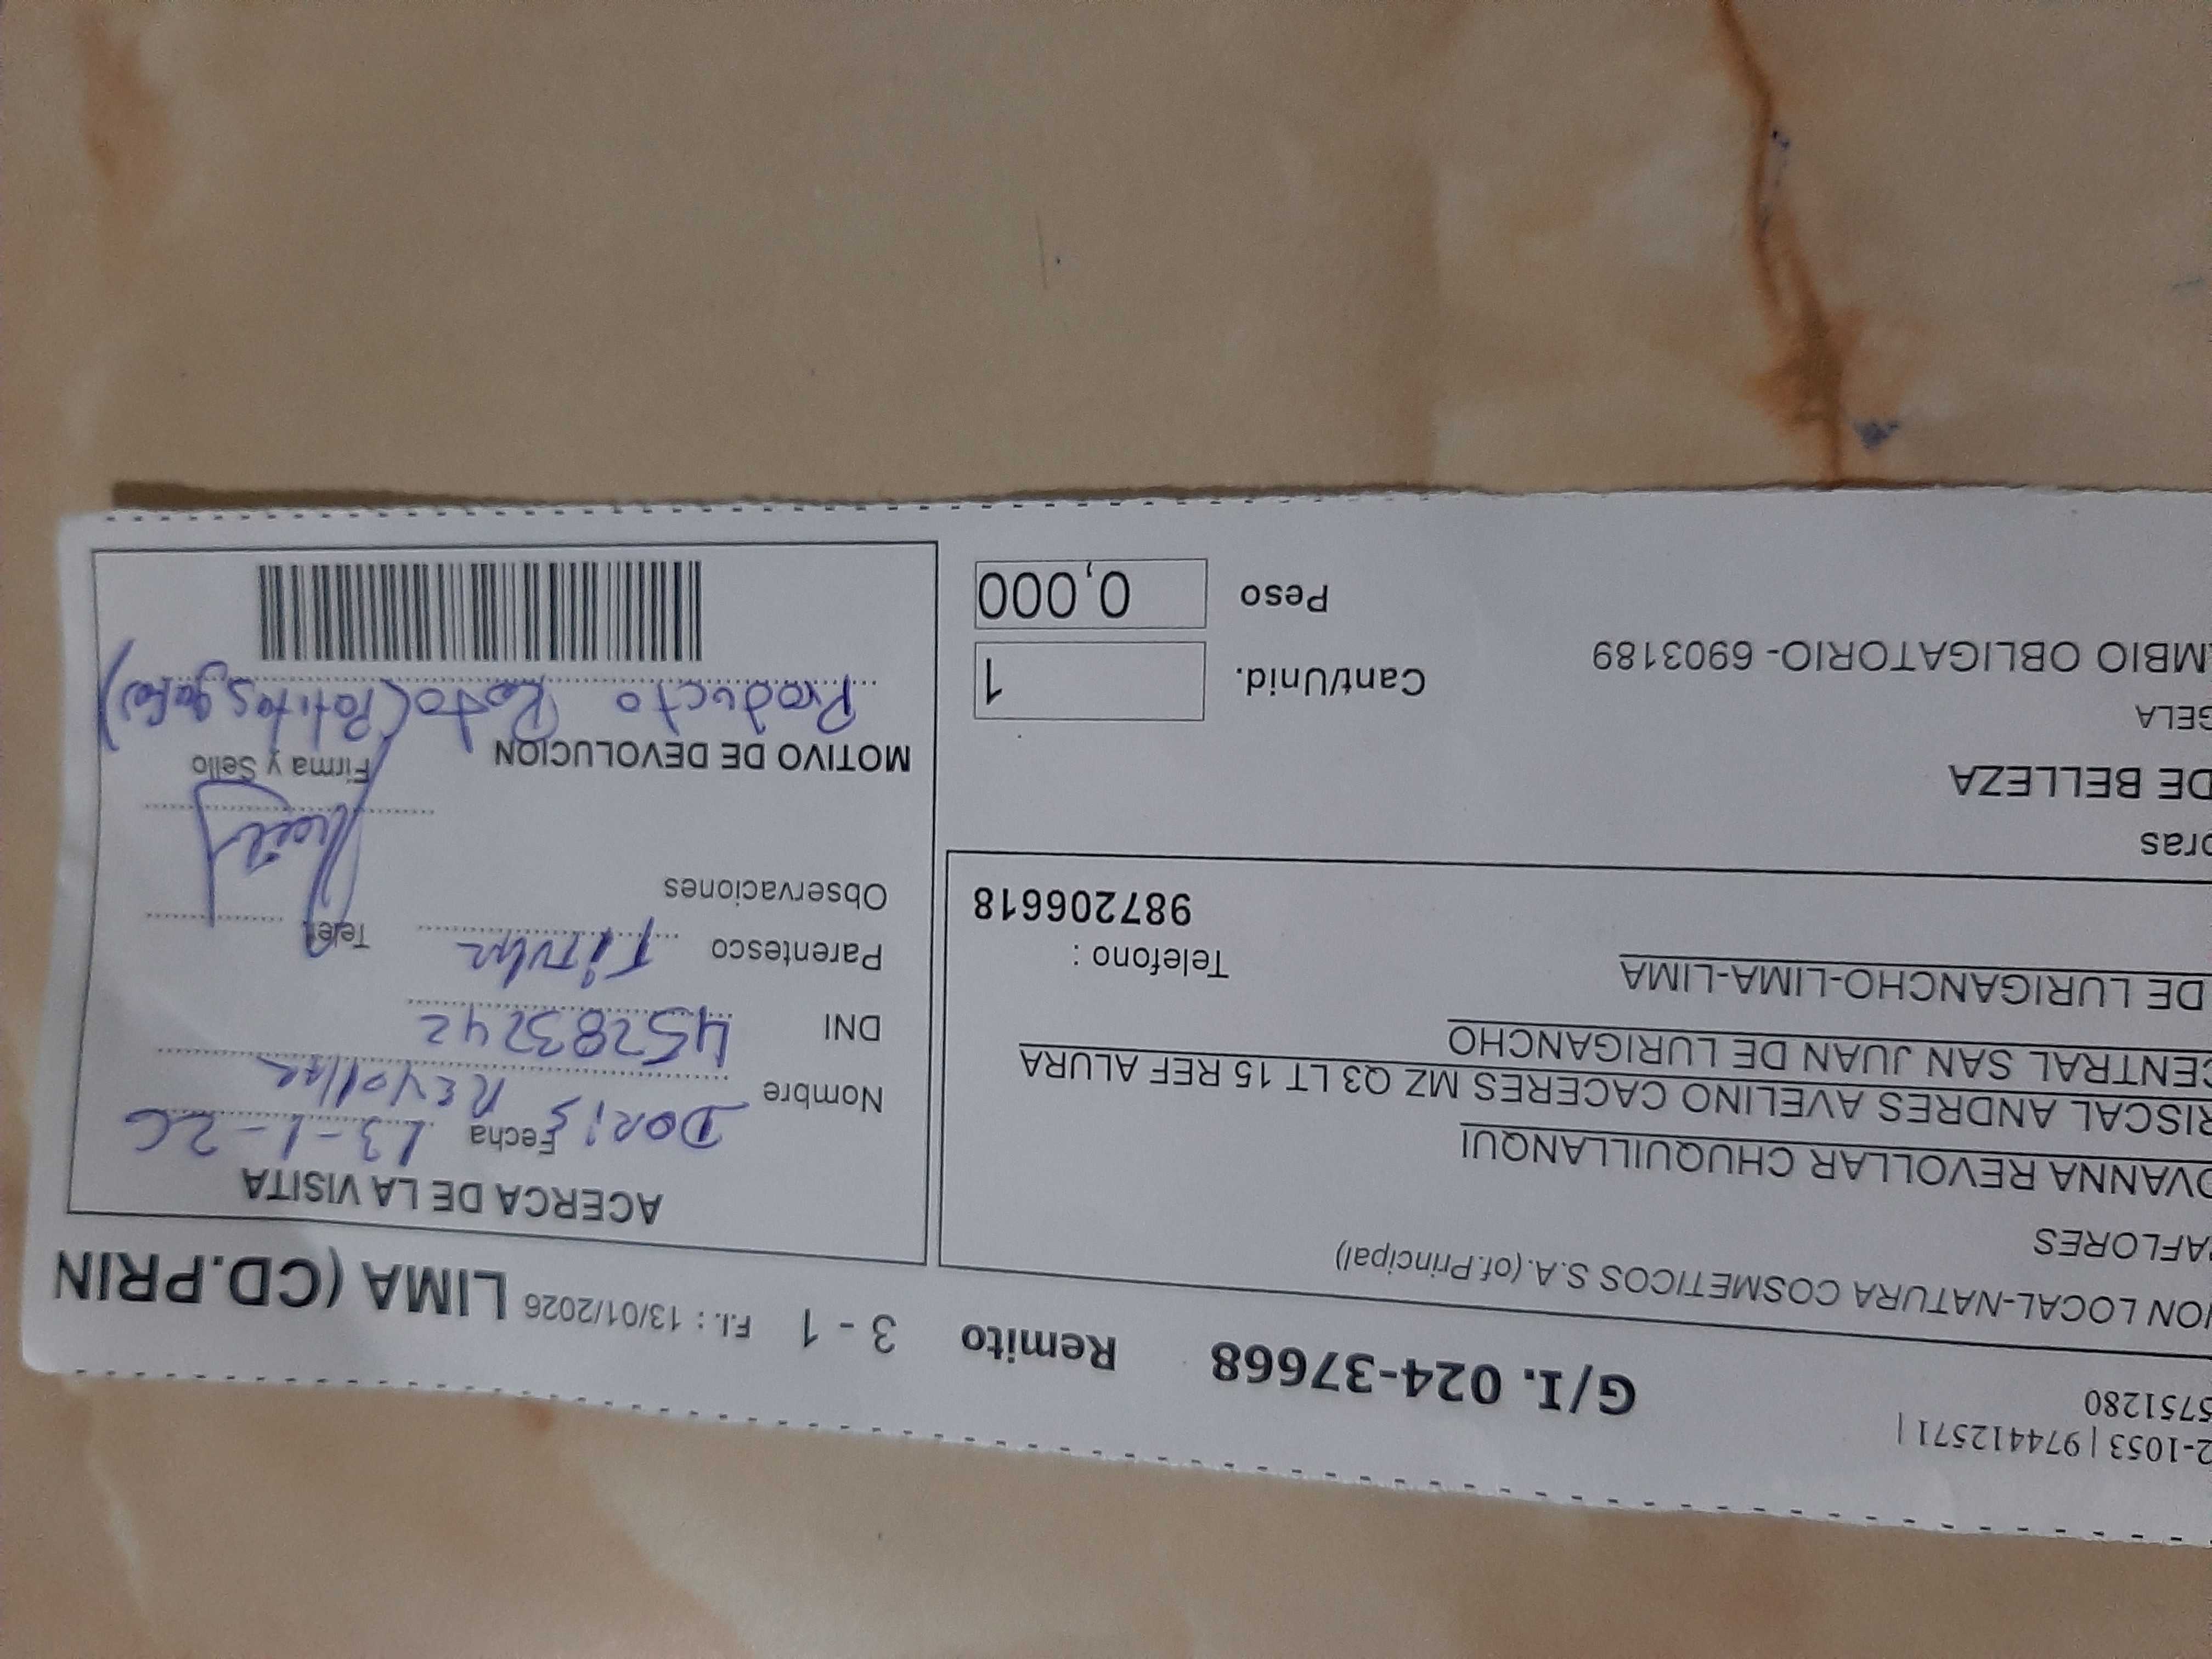 2-1053 | 974412571 |
5751280
G/I. 024-37668 Remito 3 - 1 F.I. : 13/01/2026 LIMA (CD.PRIN
ION LOCAL-NATURA COSMETICOS S.A.(of.Principal)
AFLORES
OVANNA REVOLLAR CHUQUILLANQUI
RISCAL ANDRES AVELINO CACERES MZ Q3 LT 15 REF ALURA
CENTRAL SAN JUAN DE LURIGANCHO
DE LURIGANCHO-LIMA-LIMA
Telefono :
987206618
pras
DE BELLEZA
GELA
MBIO OBLIGATORIO- 6903189
Cant/Unid. 1
Peso 0,000
ACERCA DE LA VISITA
Fecha 13-1-26
Nombre Doris Revollar
DNI 45283242
Parentesco Titular Telef.
Observaciones
Firma y Sello
MOTIVO DE DEVOLUCION
Producto Roto (Patitas gafas)